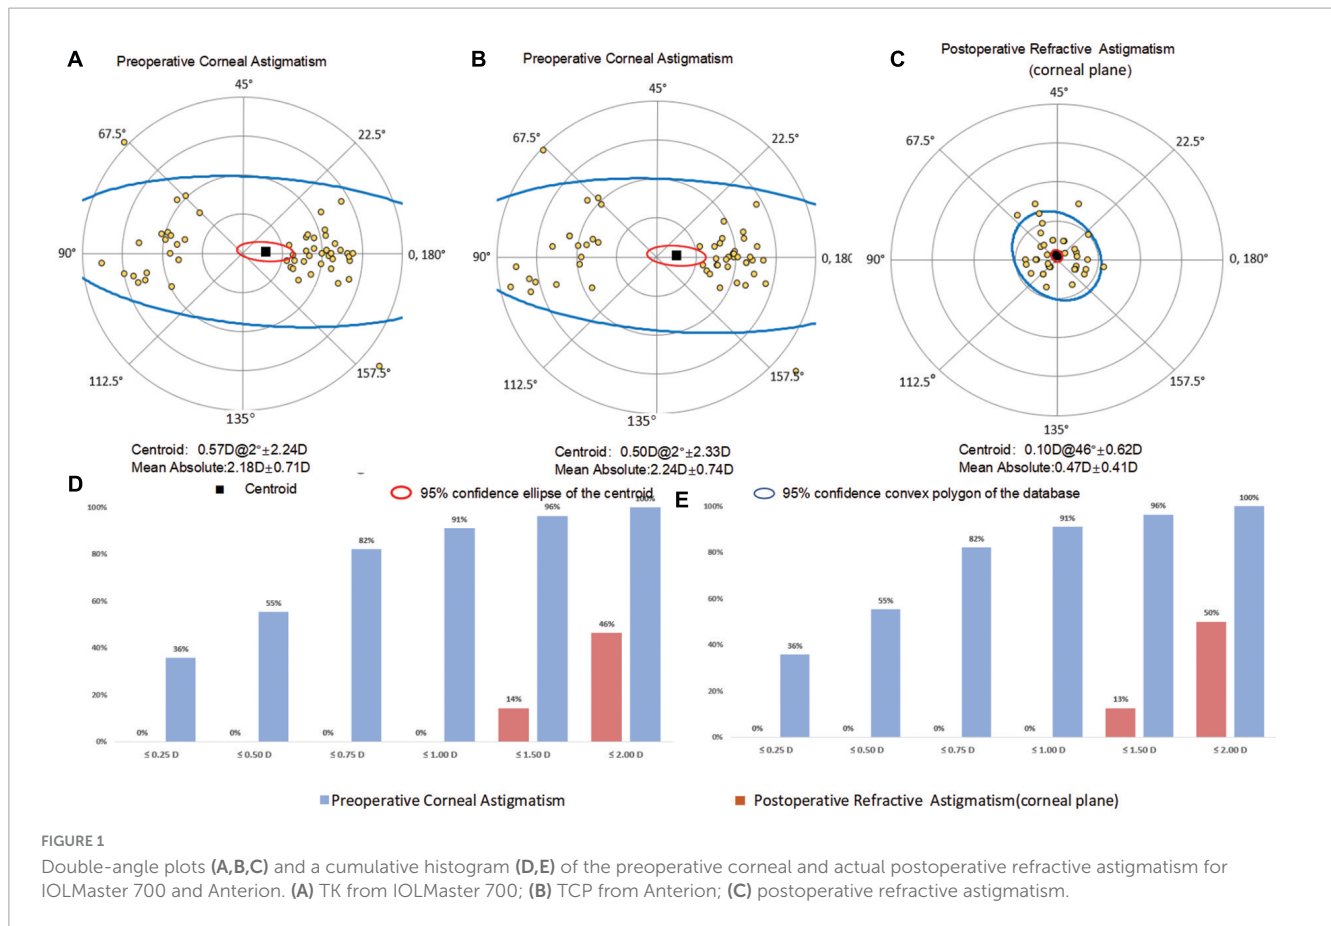 A
Preoperative Corneal Astigmatism
45°
67.5°
22.5°
90°
0, 180°
112.5°
157.5°
135°
Centroid: 0.57D@2°±2.24D
Mean Absolute:2.18D±0.71D
B
Preoperative Corneal Astigmatism
45°
67.5°
22.5°
90°
0, 180
112.5°
157.5°
135°
Centroid: 0.50D@2°±2.33D
Mean Absolute:2.24D±0.74D
C
Postoperative Refractive Astigmatism
(corneal plane)
45°
67.5°
22.5°
90°
0, 180°
112.5°
157.5°
135°
Centroid: 0.10D@46°±0.62D
Mean Absolute:0.47D±0.41D
Centroid
95% confidence ellipse of the centroid
95% confidence convex polygon of the database
D
100%
80%
60%
40%
20%
0%
0% 36%
0% 55%
0% 82%
0% 91%
14% 96%
46% 100%
≤ 0.25 D ≤ 0.50 D ≤ 0.75 D ≤ 1.00 D ≤ 1.50 D ≤ 2.00 D
E
100%
80%
60%
40%
20%
0%
0% 36%
0% 55%
0% 82%
0% 91%
13% 96%
50% 100%
≤ 0.25 D ≤ 0.50 D ≤ 0.75 D ≤ 1.00 D ≤ 1.50 D ≤ 2.00 D
Preoperative Corneal Astigmatism
Postoperative Refractive Astigmatism(corneal plane)
FIGURE 1
Double-angle plots (A,B,C) and a cumulative histogram (D,E) of the preoperative corneal and actual postoperative refractive astigmatism for
IOLMaster 700 and Anterion. (A) TK from IOLMaster 700; (B) TCP from Anterion; (C) postoperative refractive astigmatism.